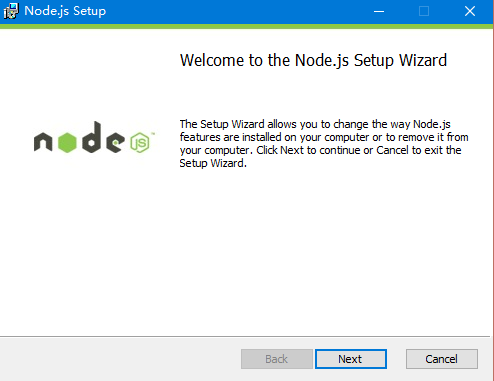 Node.js Setup
Welcome to the Node.js Setup Wizard
node JS™
The Setup Wizard allows you to change the way Node.js
features are installed on your computer or to remove it from
your computer. Click Next to continue or Cancel to exit the
Setup Wizard.
Back Next Cancel